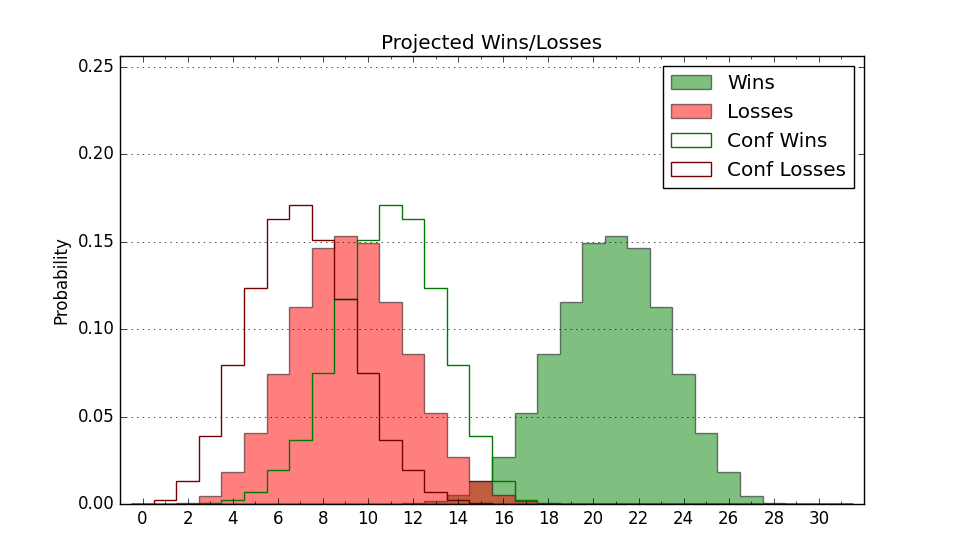 Projected Wins/Losses
0.25
0.20
0.15
0.10
0.05
0.00
Probability
Wins
Losses
Conf Wins
Conf Losses
0 2 4 6 8 10 12 14 16 18 20 22 24 26 28 30